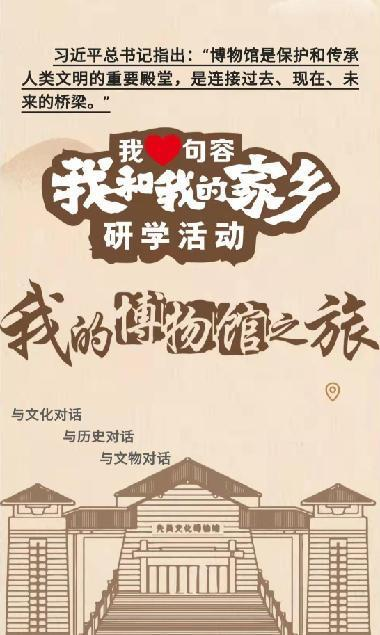 习近平总书记指出：“博物馆是保护和传承
人类文明的重要殿堂，是连接过去、现在、未
来的桥梁。”
我❤句容
我和我的家乡
研学活动
我的博物馆之旅
与文化对话
与历史对话
与文物对话